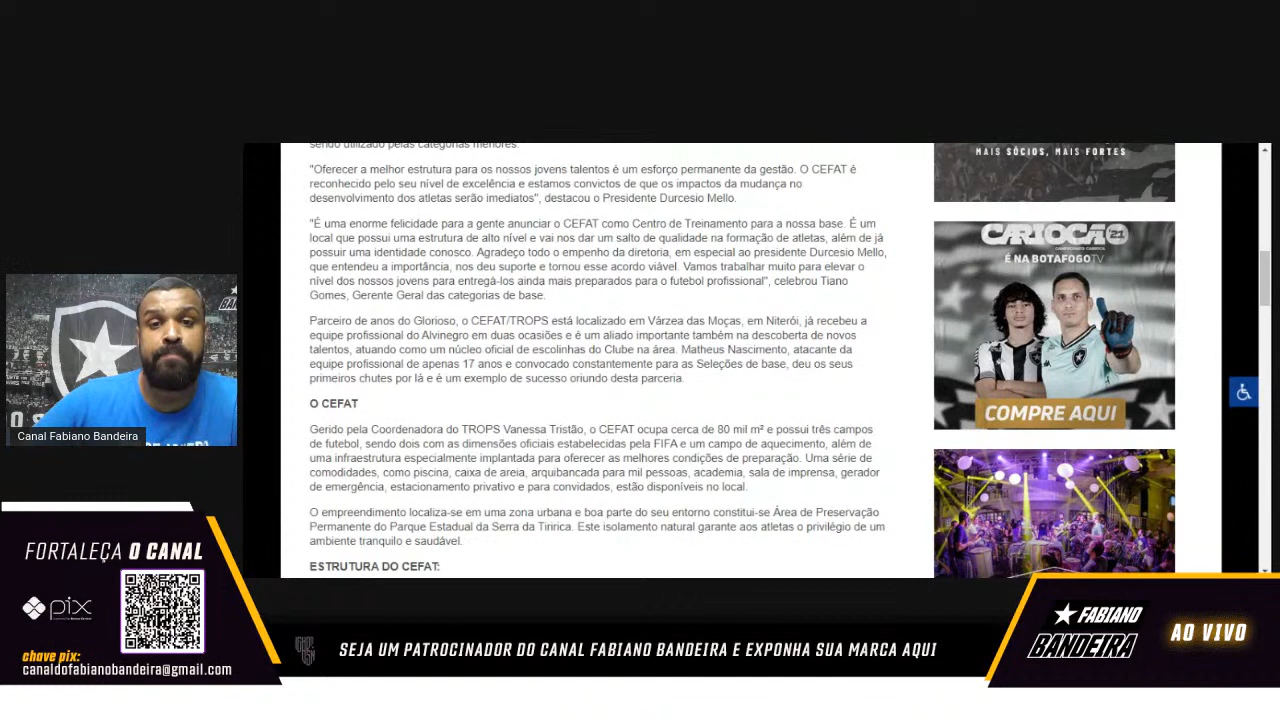 sendo utilizado pelas categorias menores.
"Oferecer a melhor estrutura para os nossos jovens talentos é um esforço permanente da gestão. O CEFAT é
reconhecido pelo seu nível de excelência e estamos convictos de que os impactos da mudança no
desenvolvimento dos atletas serão imediatos", destacou o Presidente Durcesio Mello.
"É uma enorme felicidade para a gente anunciar o CEFAT como Centro de Treinamento para a nossa base. É um
local que possui uma estrutura de alto nível e vai nos dar um salto de qualidade na formação de atletas, além de já
possuir uma identidade conosco. Agradeço todo o empenho da diretoria, em especial ao presidente Durcesio Mello,
que entendeu a importância, nos deu suporte e tornou esse acordo viável. Vamos trabalhar muito para elevar o
nível dos nossos jovens para entregá-los ainda mais preparados para o futebol profissional", celebrou Tiano
Gomes, Gerente Geral das categorias de base.
Parceiro de anos do Glorioso, o CEFAT/TROPS está localizado em Várzea das Moças, em Niterói, já recebeu a
equipe profissional do Alvinegro em duas ocasiões e é um aliado importante também na descoberta de novos
talentos, atuando como um núcleo oficial de escolinhas do Clube na área. Matheus Nascimento, atacante da
equipe profissional de apenas 17 anos e convocado constantemente para as Seleções de base, deu os seus
primeiros chutes por lá e é um exemplo de sucesso oriundo desta parceria.
O CEFAT
Gerido pela Coordenadora do TROPS Vanessa Tristão, o CEFAT ocupa cerca de 80 mil m² e possui três campos
de futebol, sendo dois com as dimensões oficiais estabelecidas pela FIFA e um campo de aquecimento, além de
uma infraestrutura especialmente implantada para oferecer as melhores condições de preparação. Uma série de
comodidades, como piscina, caixa de areia, arquibancada para mil pessoas, academia, sala de imprensa, gerador
de emergência, estacionamento privativo e para convidados, estão disponíveis no local.
O empreendimento localiza-se em uma zona urbana e boa parte do seu entorno constitui-se Área de Preservação
Permanente do Parque Estadual da Serra da Tiririca. Este isolamento natural garante aos atletas o privilégio de um
ambiente tranquilo e saudável.
ESTRUTURA DO CEFAT:
MAIS SÓCIOS, MAIS FORTES
CARIOCÃO 21
CAMPEONATO CARIOCA
É NA BOTAFOGOTV
COMPRE AQUI
Canal Fabiano Bandeira
FORTALEÇA O CANAL
pix
chave pix:
canaldofabianobandeira@gmail.com
SEJA UM PATROCINADOR DO CANAL FABIANO BANDEIRA E EXPONHA SUA MARCA AQUI
FABIANO
BANDEIRA
AO VIVO